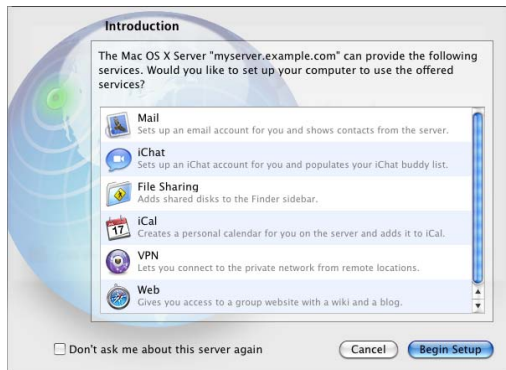 Introduction
The Mac OS X Server "myserver.example.com" can provide the following
services. Would you like to set up your computer to use the offered
services?
Mail
Sets up an email account for you and shows contacts from the server.
iChat
Sets up an iChat account for you and populates your iChat buddy list.
File Sharing
Adds shared disks to the Finder sidebar.
17
iCal
Creates a personal calendar for you on the server and adds it to iCal.
VPN
Lets you connect to the private network from remote locations.
Web
Gives you access to a group website with a wiki and a blog.
Don't ask me about this server again
Cancel
Begin Setup